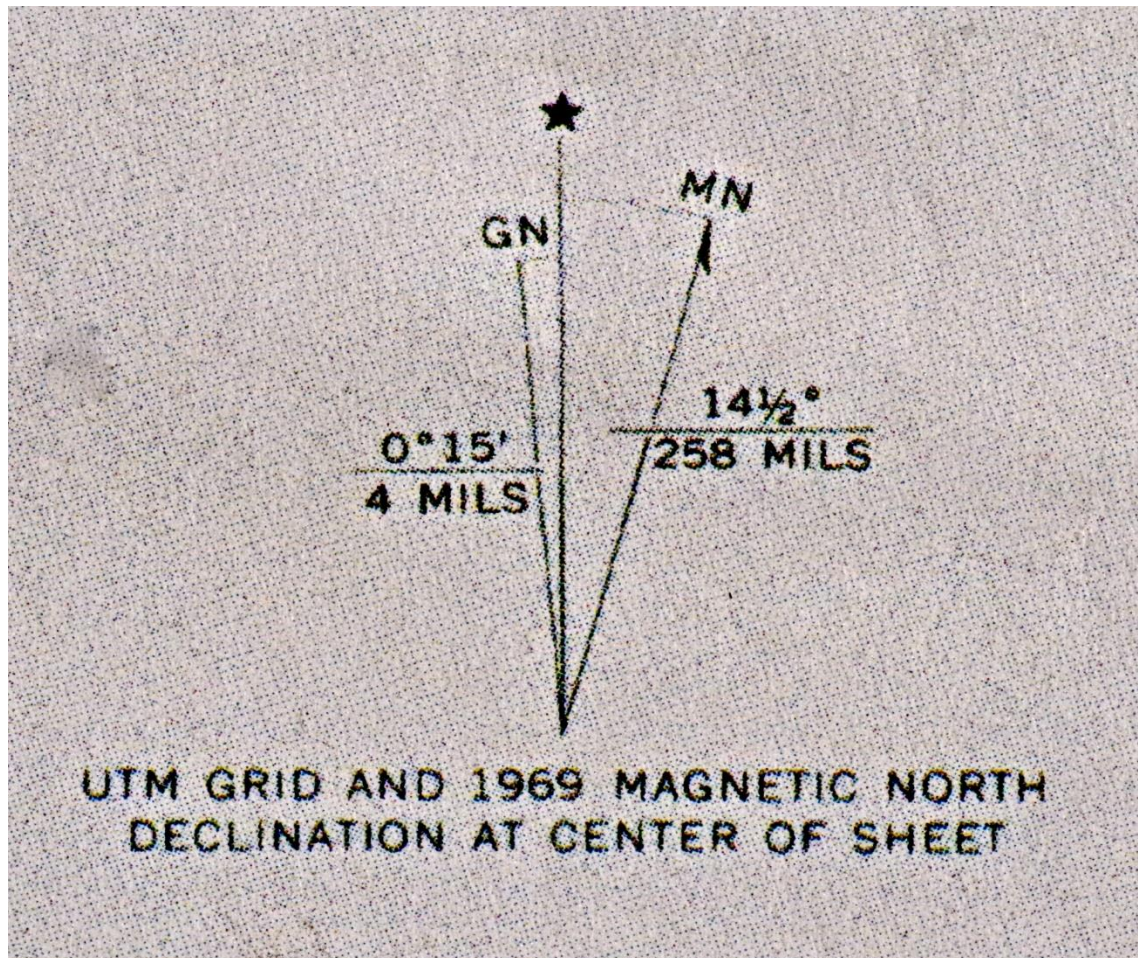 ★
MN
GN
14½°
258 MILS
0°15'
4 MILS
UTM GRID AND 1969 MAGNETIC NORTH
DECLINATION AT CENTER OF SHEET